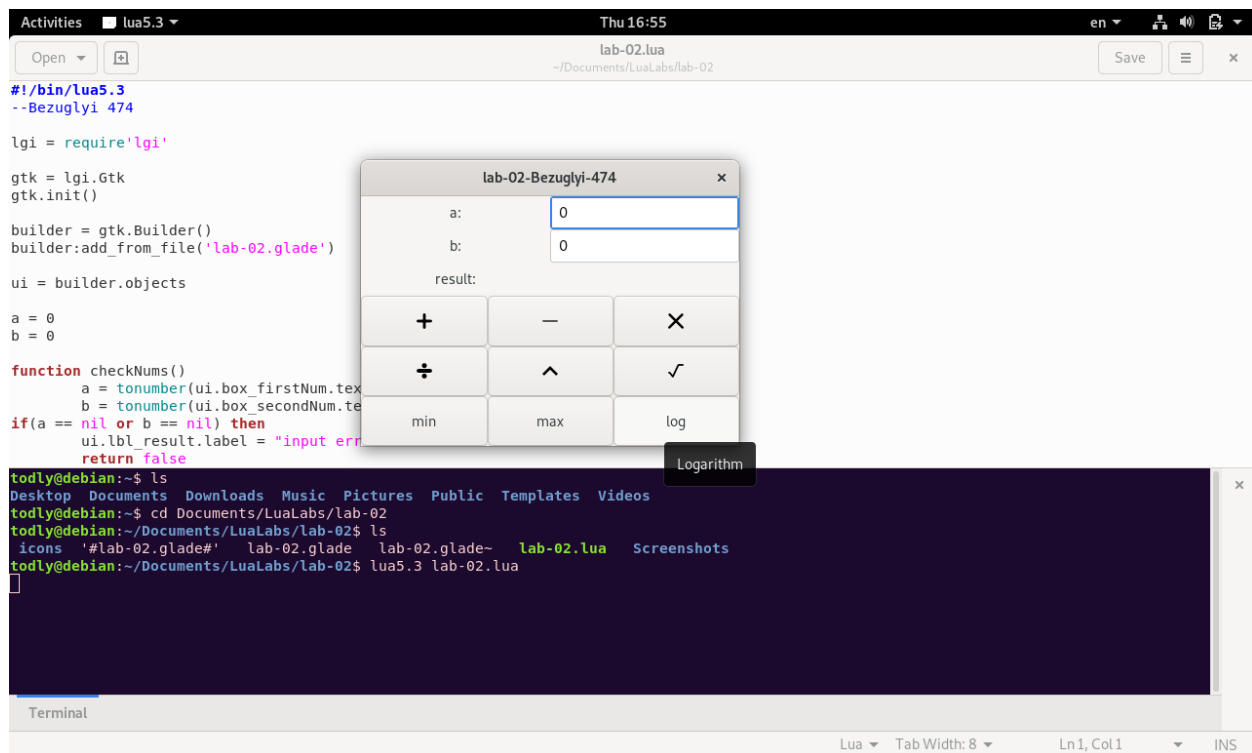 Activities lua5.3 Thu 16:55 en
Open lab-02.lua Save
~/Documents/LuaLabs/lab-02
#!/bin/lua5.3
--Bezuglyi 474
lgi = require'lgi'
gtk = lgi.Gtk
gtk.init()
builder = gtk.Builder()
builder:add_from_file('lab-02.glade')
ui = builder.objects
a = 0
b = 0
function checkNums()
a = tonumber(ui.box_firstNum.tex
b = tonumber(ui.box_secondNum.te
if(a == nil or b == nil) then
ui.lbl_result.label = "input err
return false
lab-02-Bezuglyi-474 ×
a: 0
b: 0
result:
+ − ×
÷ ^ √
min max log
Logarithm
todly@debian:~$ ls
Desktop Documents Downloads Music Pictures Public Templates Videos
todly@debian:~$ cd Documents/LuaLabs/lab-02
todly@debian:~/Documents/LuaLabs/lab-02$ ls
icons '#lab-02.glade#' lab-02.glade lab-02.glade~ lab-02.lua Screenshots
todly@debian:~/Documents/LuaLabs/lab-02$ lua5.3 lab-02.lua
Terminal
Lua Tab Width: 8 Ln 1, Col 1 INS